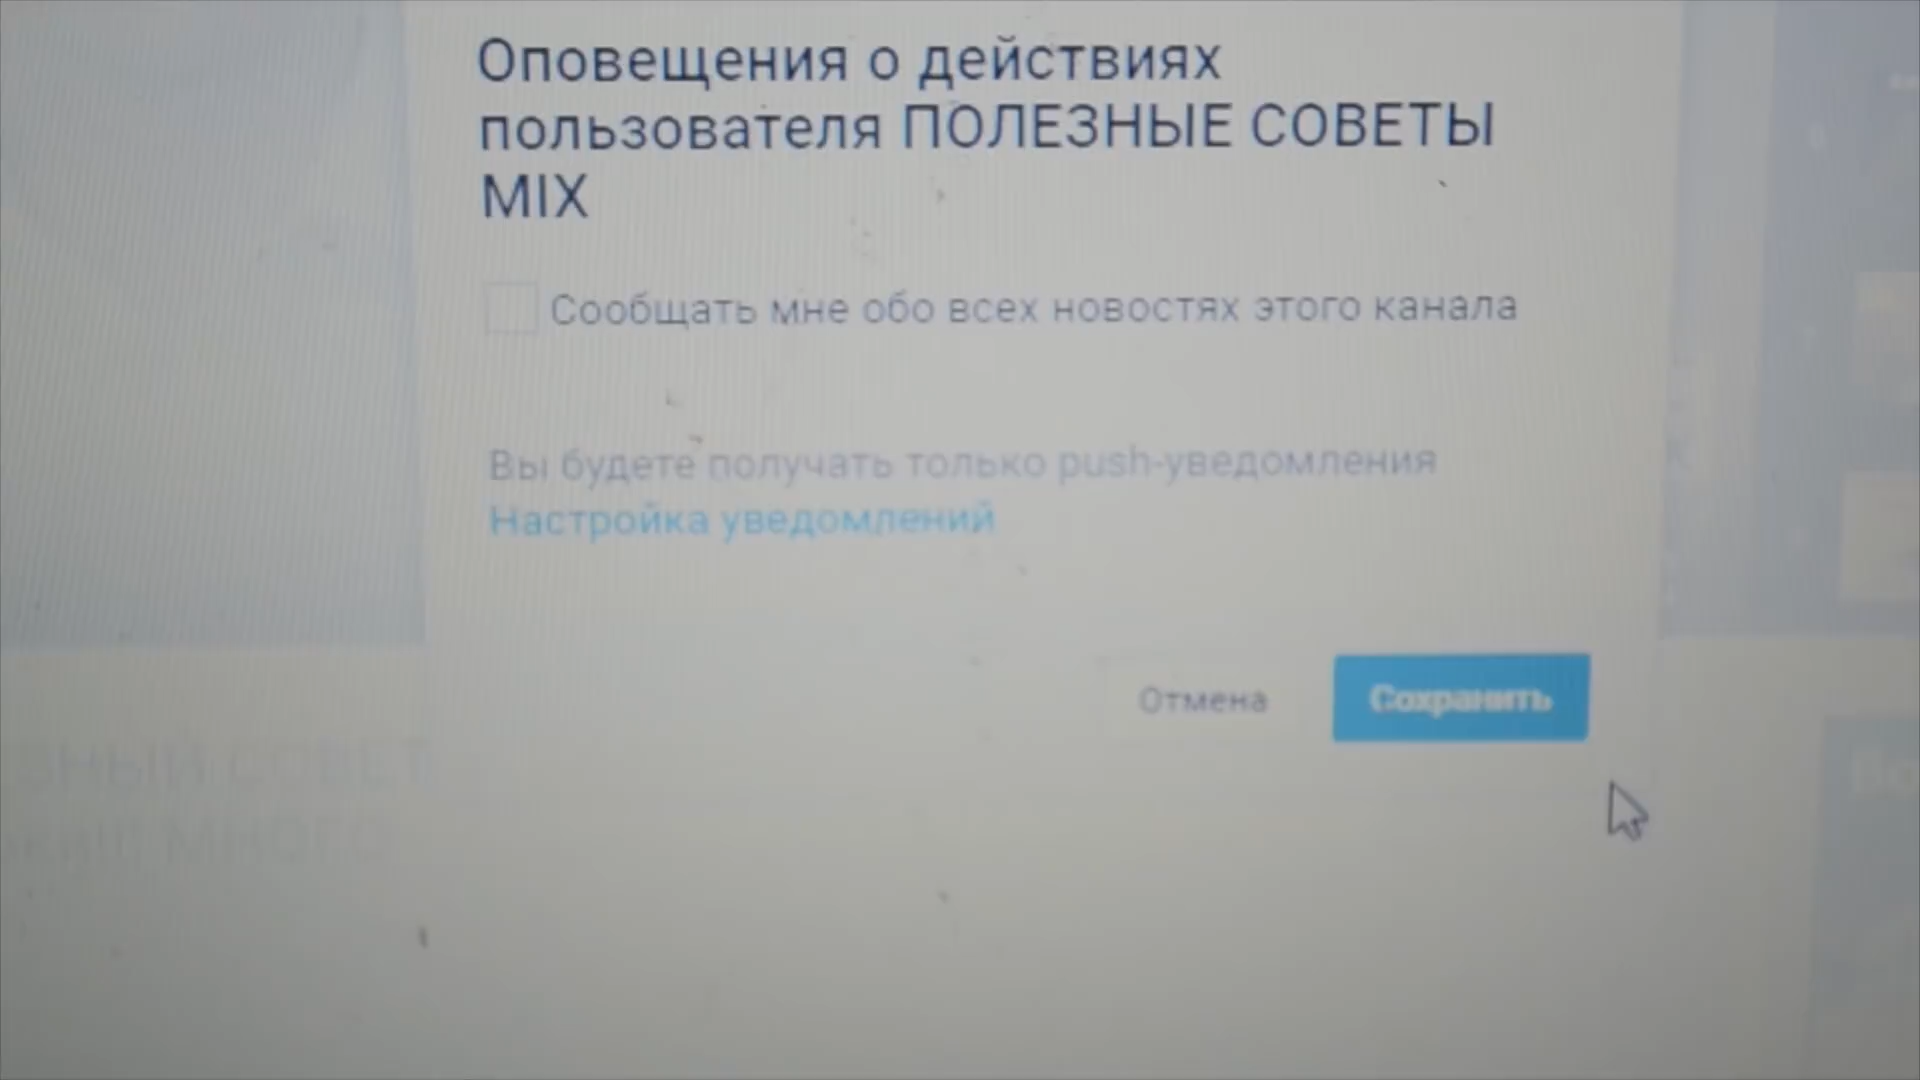 Оповещения о действиях
пользователя ПОЛЕЗНЫЕ СОВЕТЫ
MIX
Сообщать мне обо всех новостях этого канала
Вы будете получать только push-уведомления
Настройка уведомлений
Отмена
Сохранить
МНОГО